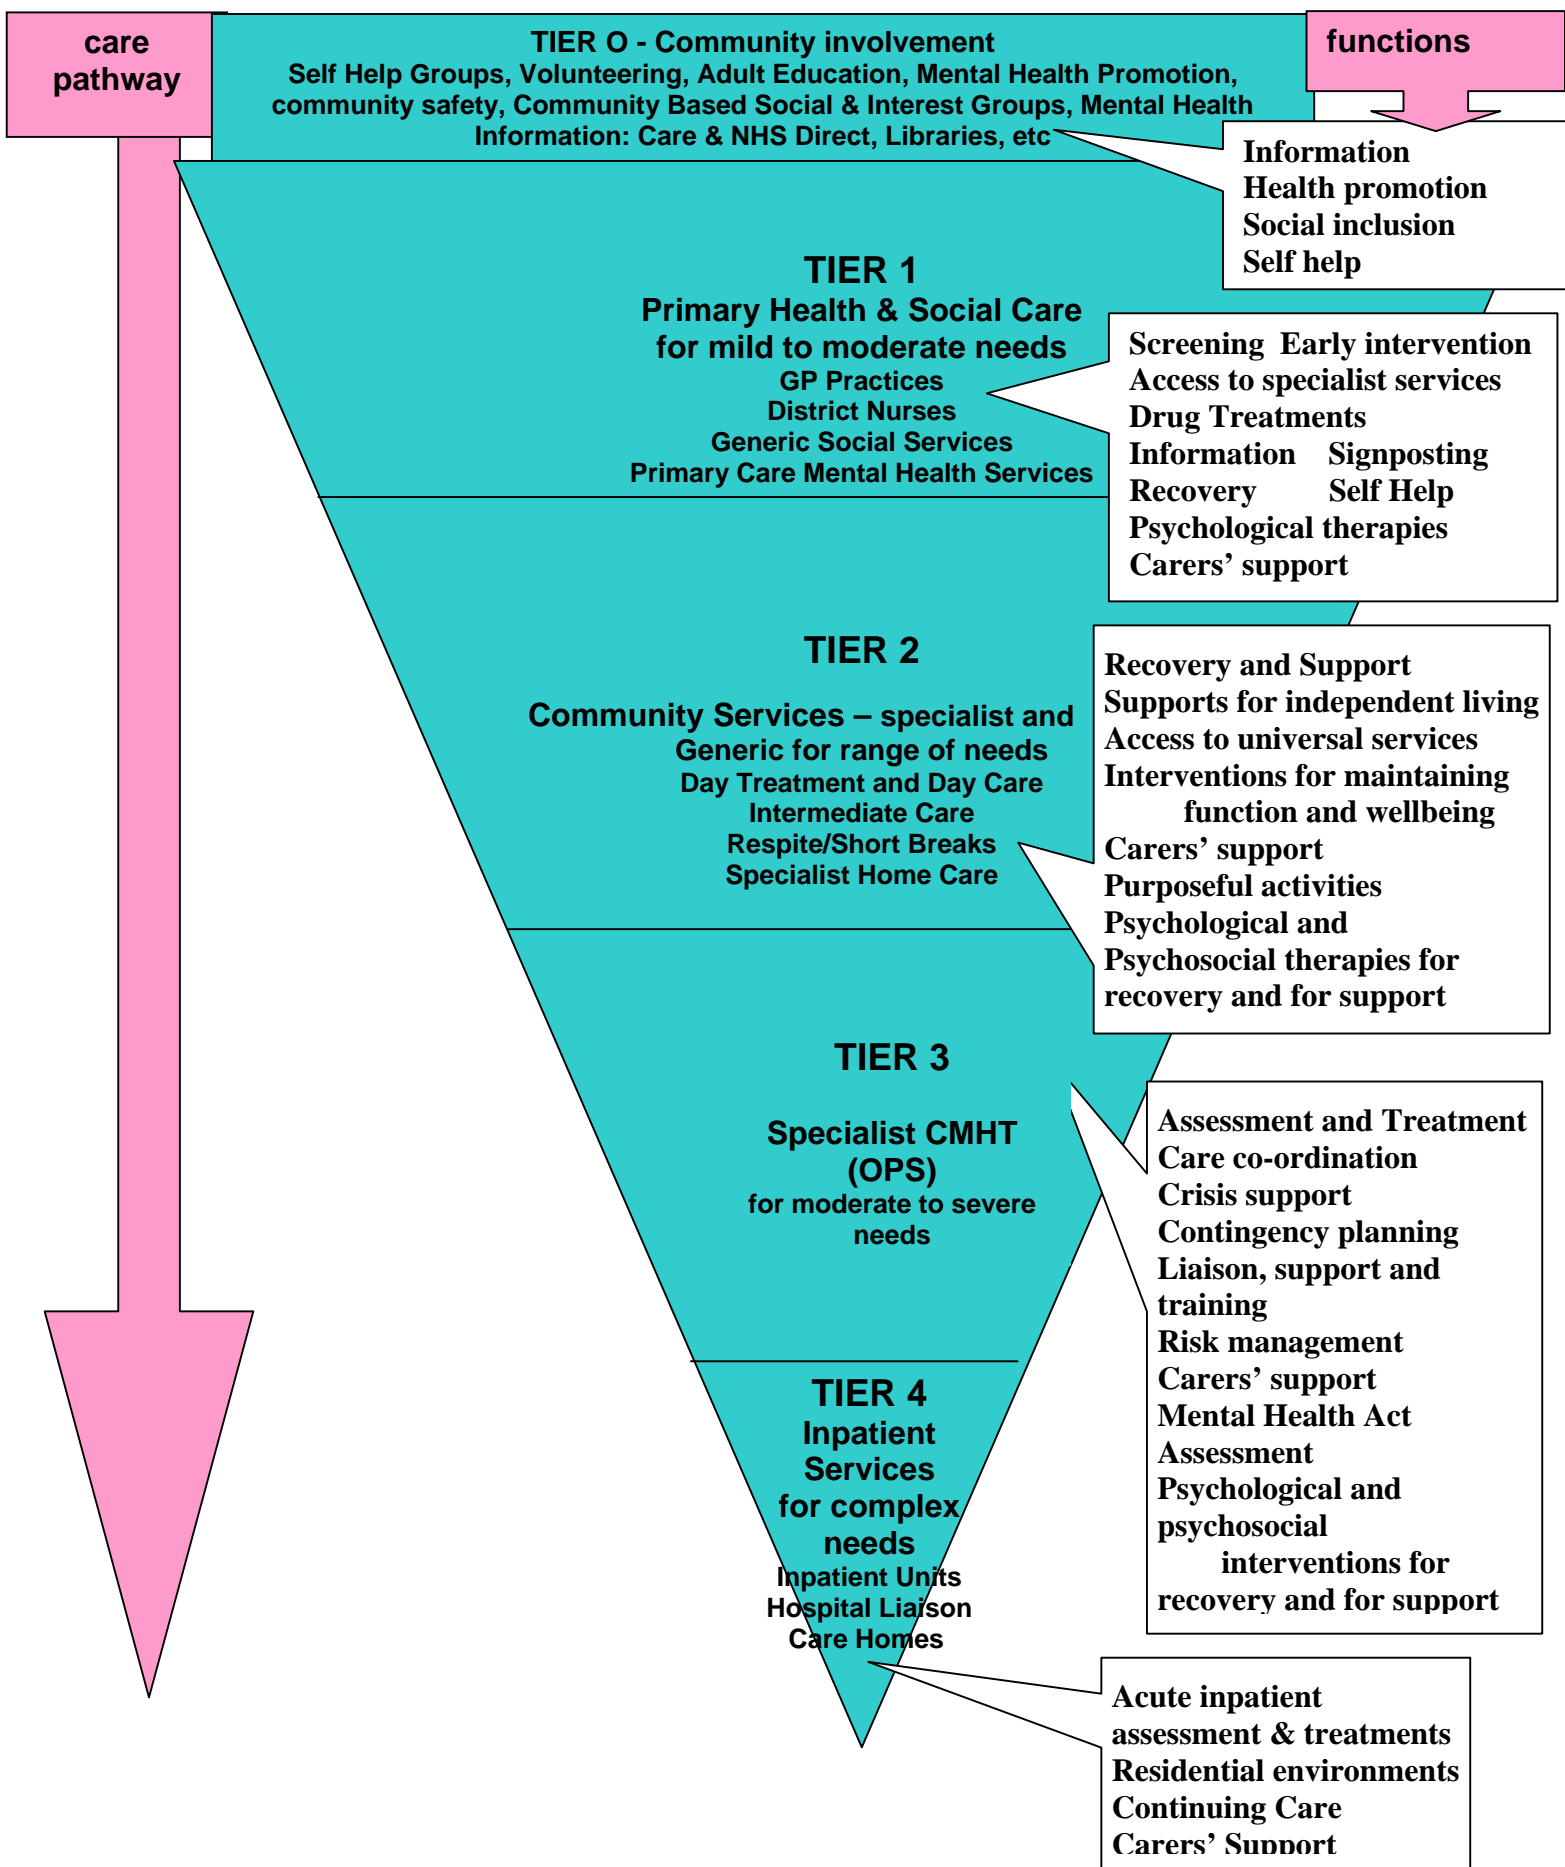 care
pathway
TIER O - Community involvement
Self Help Groups, Volunteering, Adult Education, Mental Health Promotion,
community safety, Community Based Social & Interest Groups, Mental Health
Information: Care & NHS Direct, Libraries, etc
functions
Information
Health promotion
Social inclusion
Self help
TIER 1
Primary Health & Social Care
for mild to moderate needs
GP Practices
District Nurses
Generic Social Services
Primary Care Mental Health Services
Screening  Early intervention
Access to specialist services
Drug Treatments
Information    Signposting
Recovery        Self Help
Psychological therapies
Carers’ support
TIER 2
Community Services – specialist and
Generic for range of needs
Day Treatment and Day Care
Intermediate Care
Respite/Short Breaks
Specialist Home Care
Recovery and Support
Supports for independent living
Access to universal services
Interventions for maintaining
function and wellbeing
Carers’ support
Purposeful activities
Psychological and
Psychosocial therapies for
recovery and for support
TIER 3
Specialist CMHT
(OPS)
for moderate to severe
needs
Assessment and Treatment
Care co-ordination
Crisis support
Contingency planning
Liaison, support and
training
Risk management
Carers’ support
Mental Health Act
Assessment
Psychological and
psychosocial
interventions for
recovery and for support
TIER 4
Inpatient
Services
for complex
needs
Inpatient Units
Hospital Liaison
Care Homes
Acute inpatient
assessment & treatments
Residential environments
Continuing Care
Carers’ Support